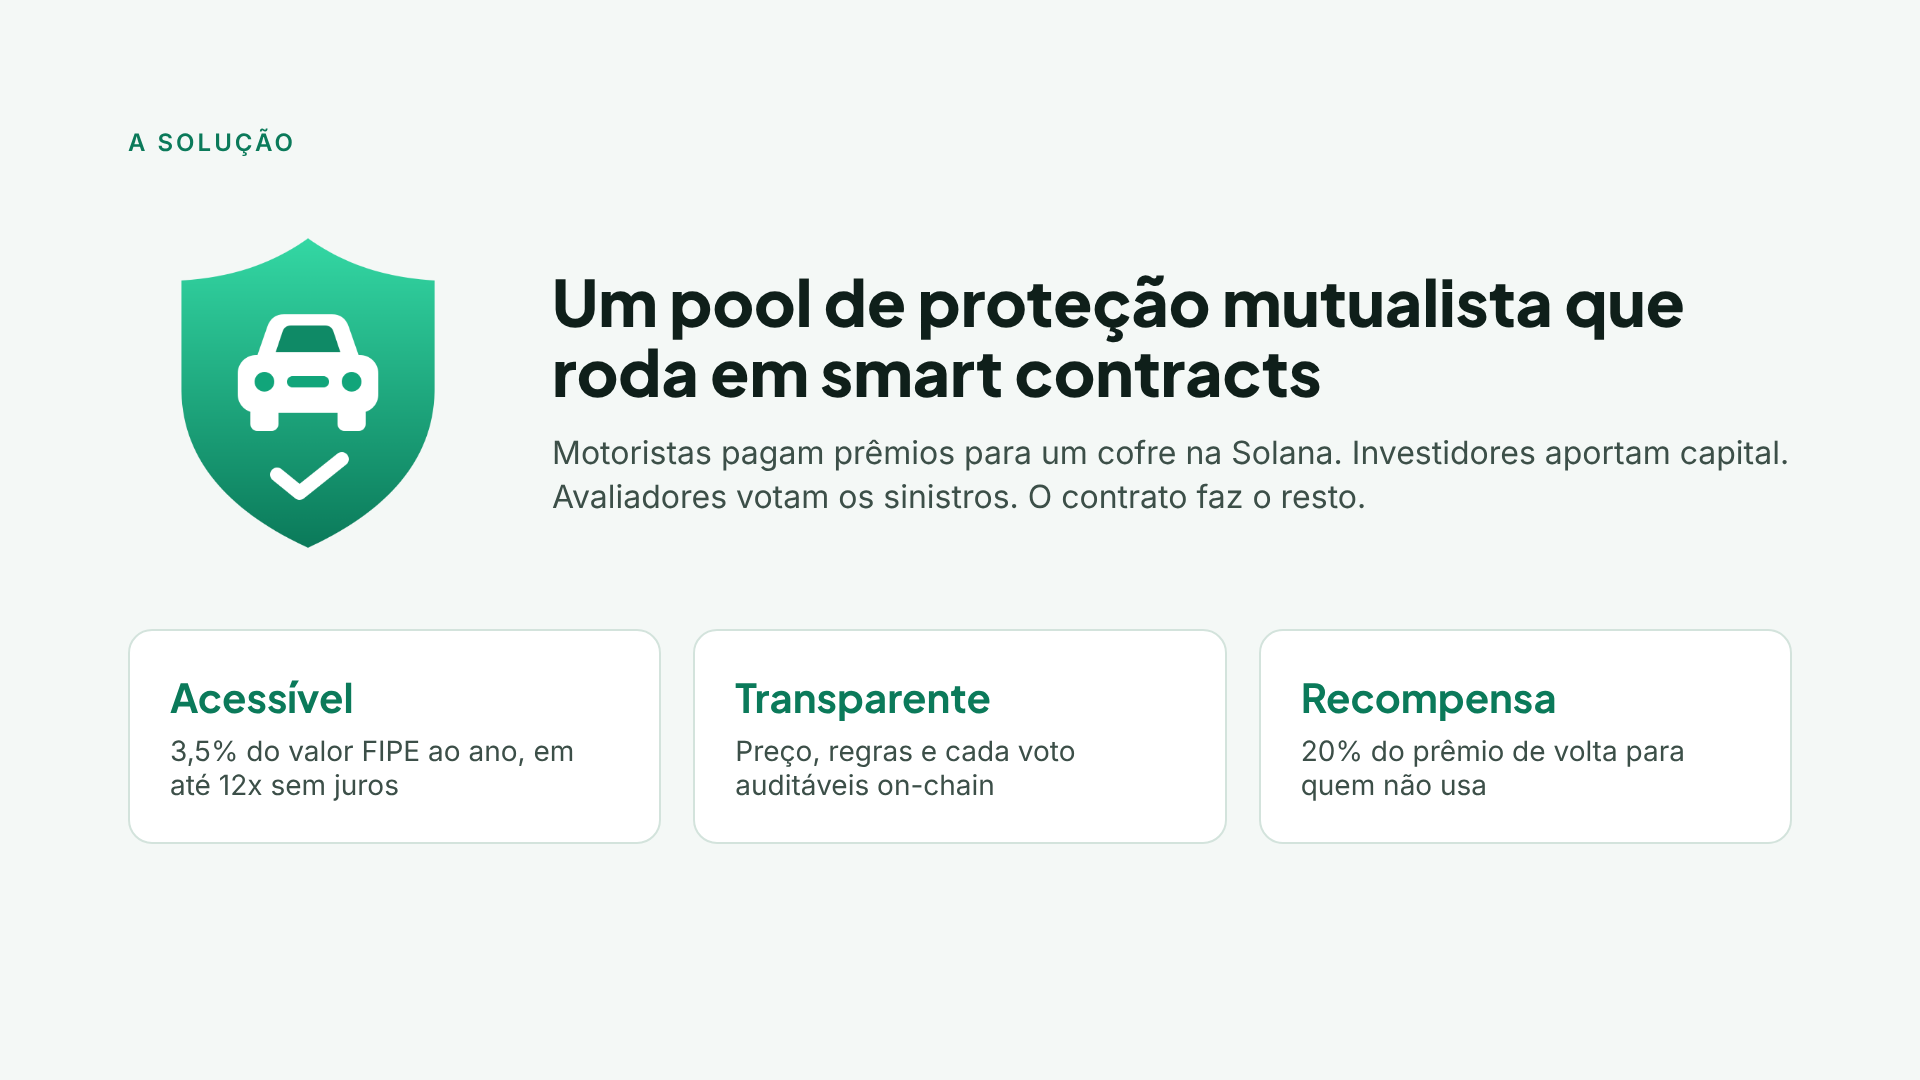 A SOLUÇÃO
Um pool de proteção mutualista que
roda em smart contracts
Motoristas pagam prêmios para um cofre na Solana. Investidores aportam capital.
Avaliadores votam os sinistros. O contrato faz o resto.
Acessível
3,5% do valor FIPE ao ano, em
até 12x sem juros
Transparente
Preço, regras e cada voto
auditáveis on-chain
Recompensa
20% do prêmio de volta para
quem não usa